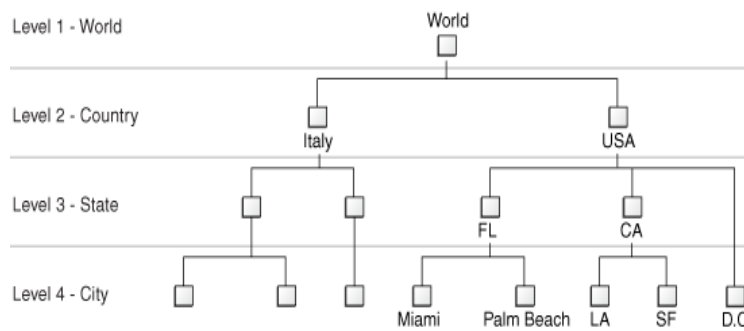 World
Level 1 - World
Level 2 - Country
Italy
USA
Level 3 - State
FL
CA
Level 4 - City
Miami
Palm Beach
LA
SF
D.C